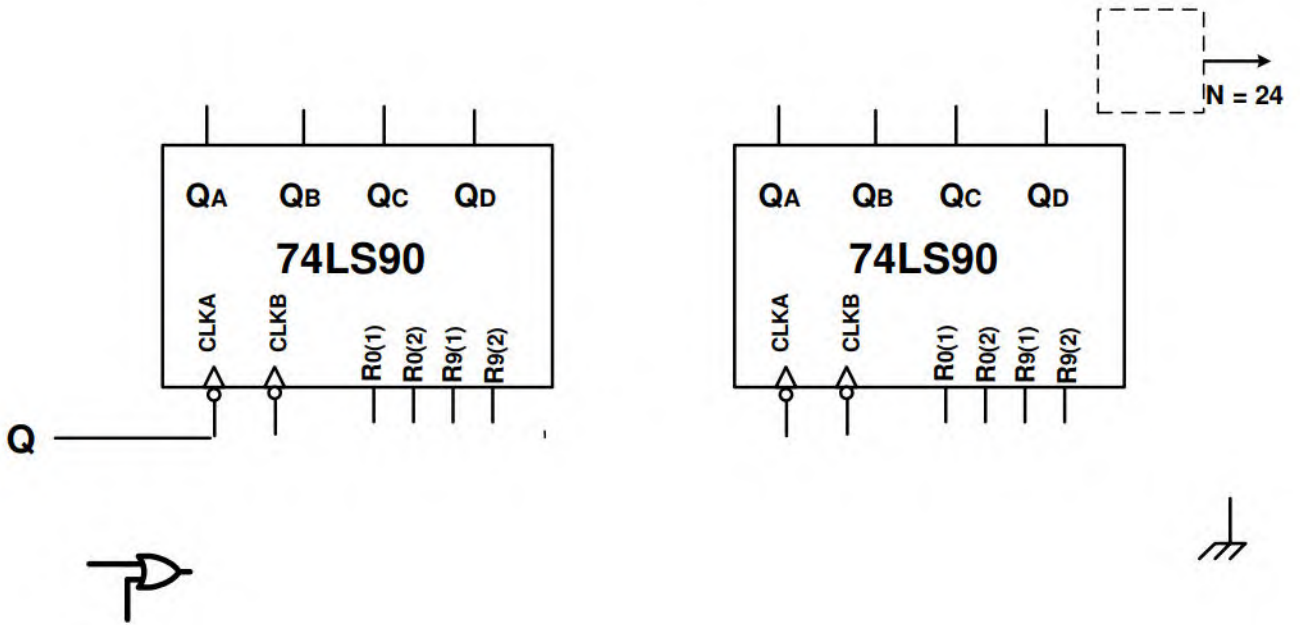 N = 24
QA QB QC QD
74LS90
CLKA CLKB R0(1) R0(2) R9(1) R9(2)
QA QB QC QD
74LS90
CLKA CLKB R0(1) R0(2) R9(1) R9(2)
Q